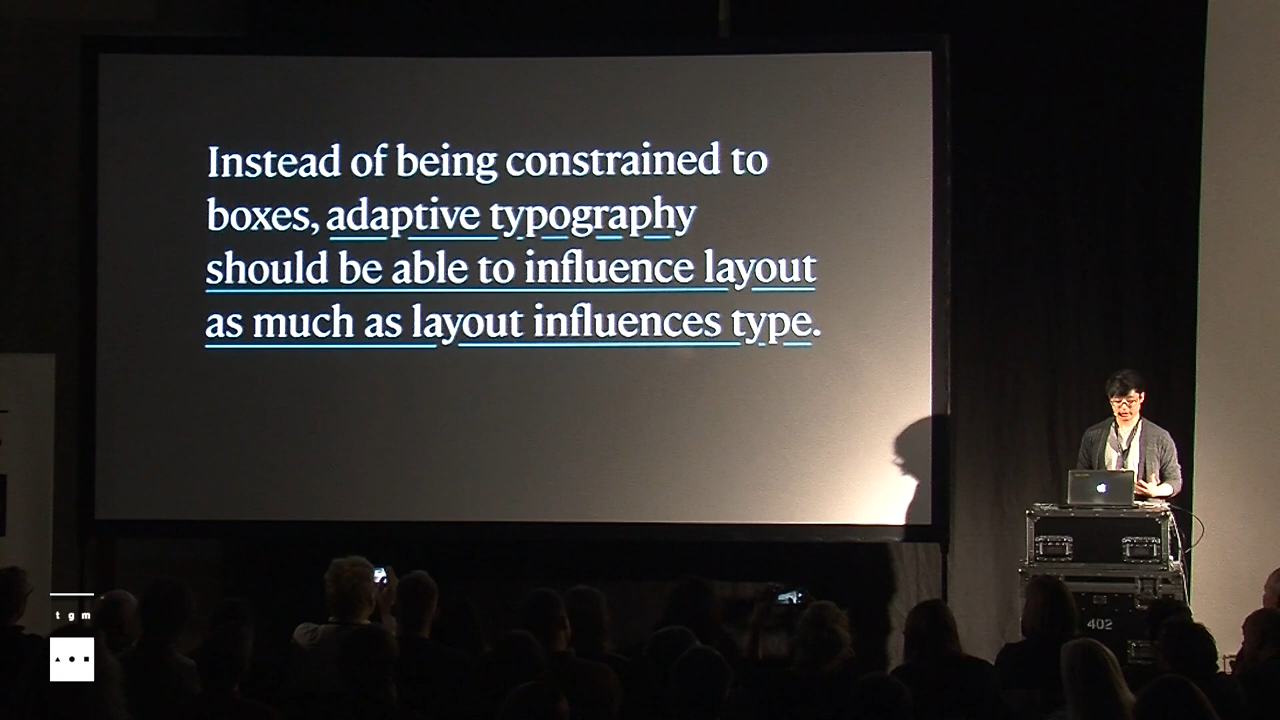 Instead of being constrained to
boxes, adaptive typography
should be able to influence layout
as much as layout influences type.
402
tgm